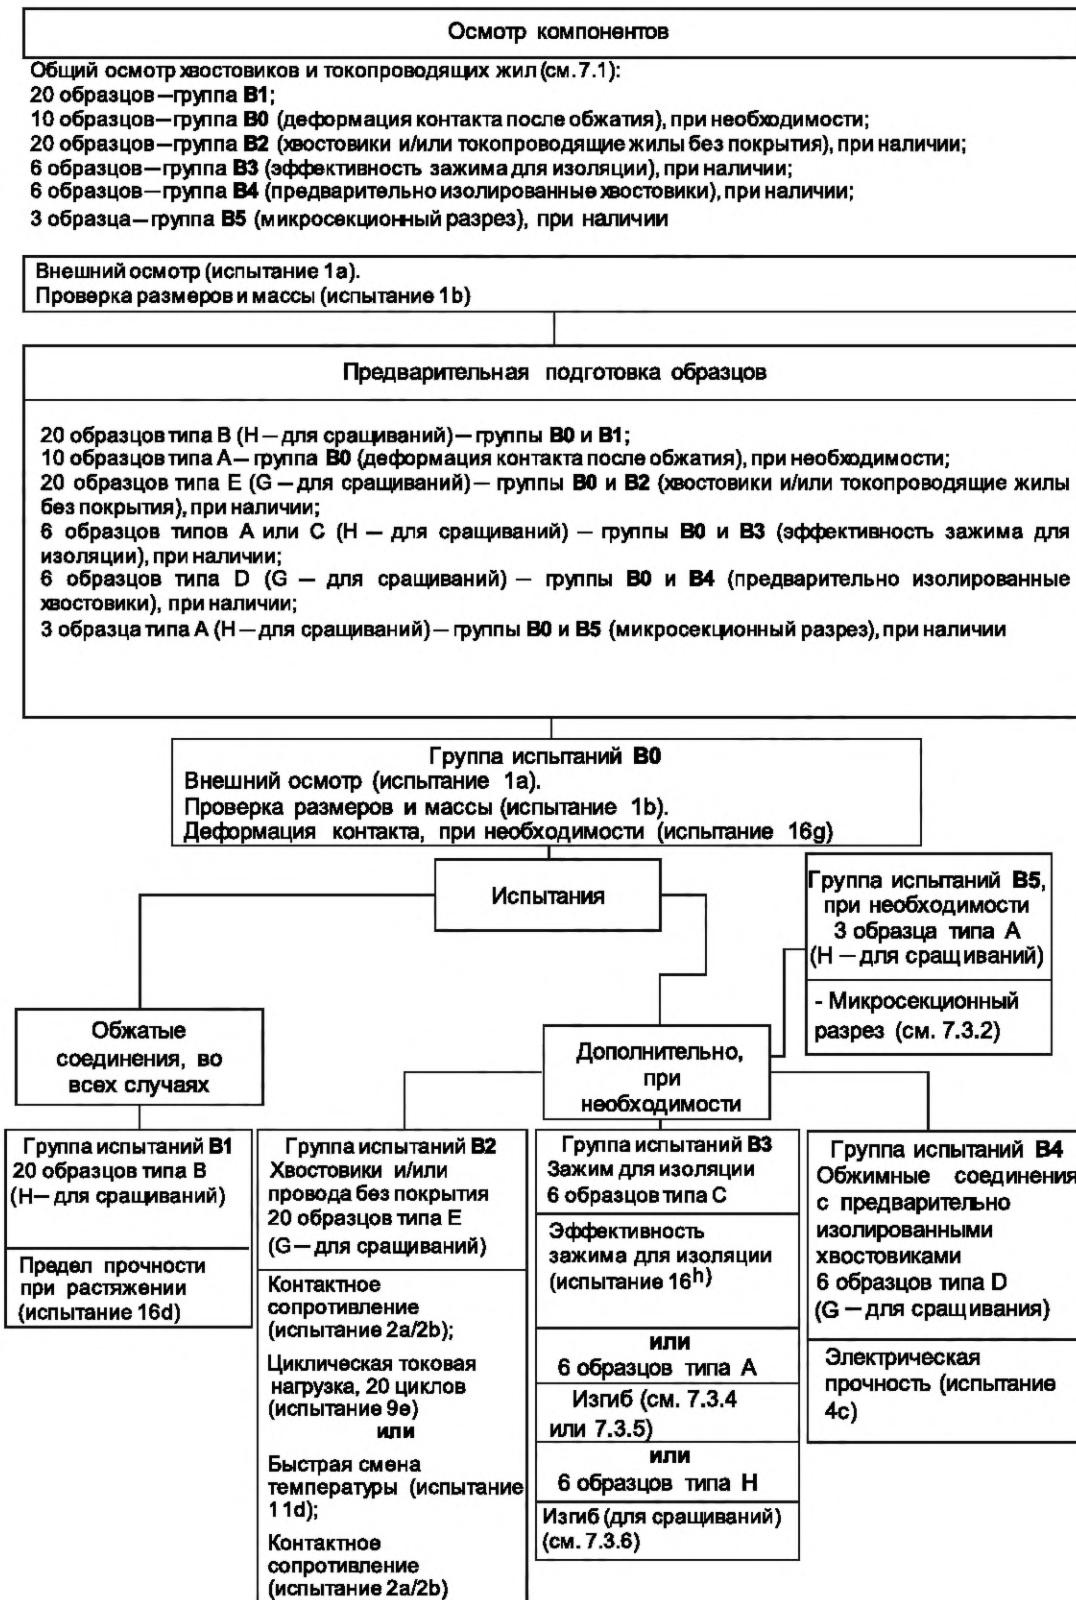 Осмотр компонентов
Общий осмотр хвостовиков и токопроводящих жил (см. 7.1):
20 образцов — группа B1;
10 образцов — группа B0 (деформация контакта после обжатия), при необходимости;
20 образцов — группа B2 (хвостовики и/или токопроводящие жилы без покрытия), при наличии;
6 образцов — группа B3 (эффективность зажима для изоляции), при наличии;
6 образцов — группа B4 (предварительно изолированные хвостовики), при наличии;
3 образца — группа B5 (микросекционный разрез), при наличии
Внешний осмотр (испытание 1a).
Проверка размеров и массы (испытание 1b)
Предварительная подготовка образцов
20 образцов типа B (H — для сращиваний) — группы B0 и B1;
10 образцов типа A — группа B0 (деформация контакта после обжатия), при необходимости;
20 образцов типа E (G — для сращиваний) — группы B0 и B2 (хвостовики и/или токопроводящие жилы
без покрытия), при наличии;
6 образцов типов A или C (H — для сращиваний) — группы B0 и B3 (эффективность зажима для
изоляции), при наличии;
6 образцов типа D (G — для сращиваний) — группы B0 и B4 (предварительно изолированные
хвостовики), при наличии;
3 образца типа A (H — для сращиваний) — группы B0 и B5 (микросекционный разрез), при наличии
Группа испытаний B0
Внешний осмотр (испытание 1a).
Проверка размеров и массы (испытание 1b).
Деформация контакта, при необходимости (испытание 16g)
Испытания
Группа испытаний B5,
при необходимости
3 образца типа A
(H — для сращиваний)
- Микросекционный
разрез (см. 7.3.2)
Обжатые
соединения, во
всех случаях
Дополнительно,
при
необходимости
Группа испытаний B1
20 образцов типа B
(H — для сращиваний)
Предел прочности
при растяжении
(испытание 16d)
Группа испытаний B2
Хвостовики и/или
провода без покрытия
20 образцов типа E
(G — для сращиваний)
Контактное
сопротивление
(испытание 2a/2b);
Циклическая токовая
нагрузка, 20 циклов
(испытание 9e)
или
Быстрая смена
температуры (испытание
11d);
Контактное
сопротивление
(испытание 2a/2b)
Группа испытаний B3
Зажим для изоляции
6 образцов типа C
Эффективность
зажима для изоляции
(испытание 16h)
или
6 образцов типа A
Изгиб (см. 7.3.4
или 7.3.5)
или
6 образцов типа H
Изгиб (для сращиваний)
(см. 7.3.6)
Группа испытаний B4
Обжимные соединения
с предварительно
изолированными
хвостовиками
6 образцов типа D
(G — для сращивания)
Электрическая
прочность (испытание
4c)